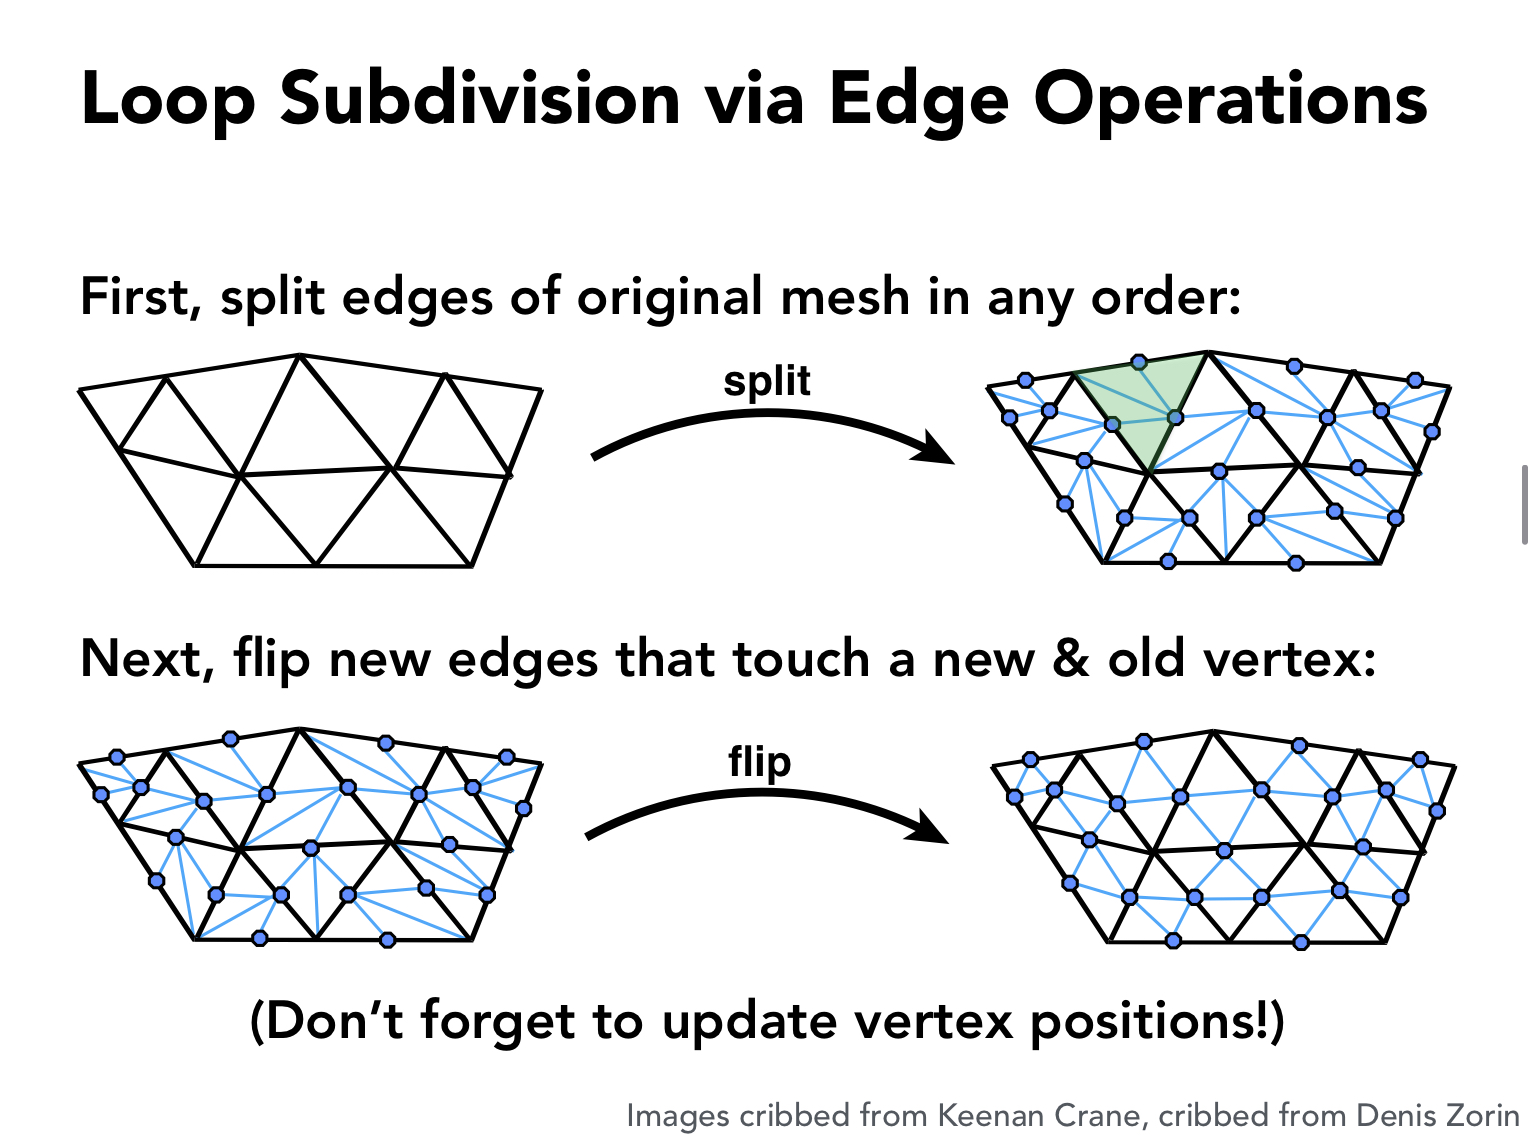 Loop Subdivision via Edge Operations
First, split edges of original mesh in any order:
split
Next, flip new edges that touch a new & old vertex:
flip
(Don’t forget to update vertex positions!)
Images cribbed from Keenan Crane, cribbed from Denis Zorin